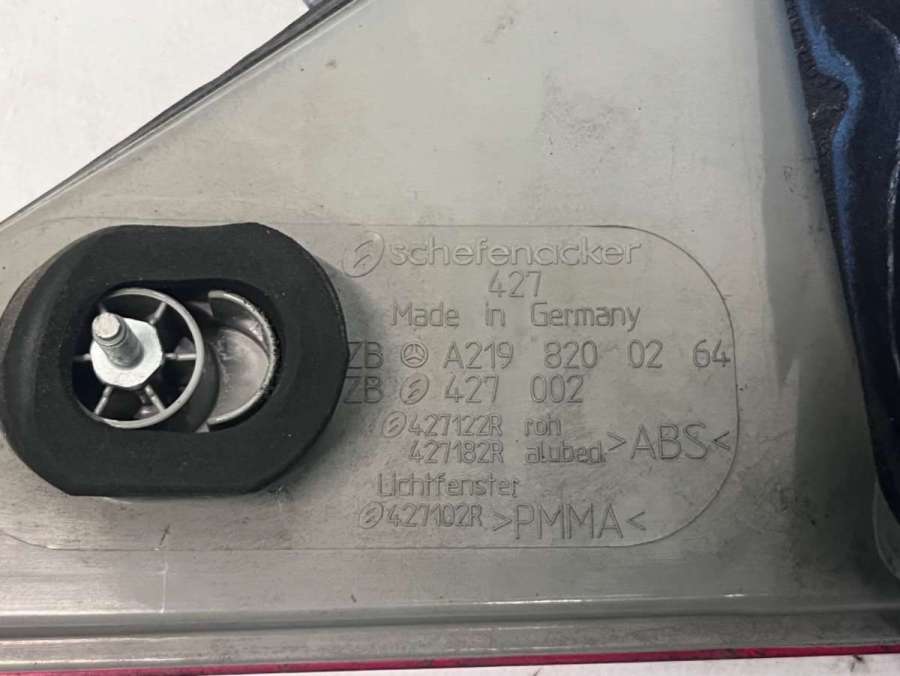 schefenacker
427
Made in Germany
ZB A219 820 02 64
ZB 427 002
427122R roh
427182R alubed. >ABS<
Lichtfenster
427102R >PMMA<